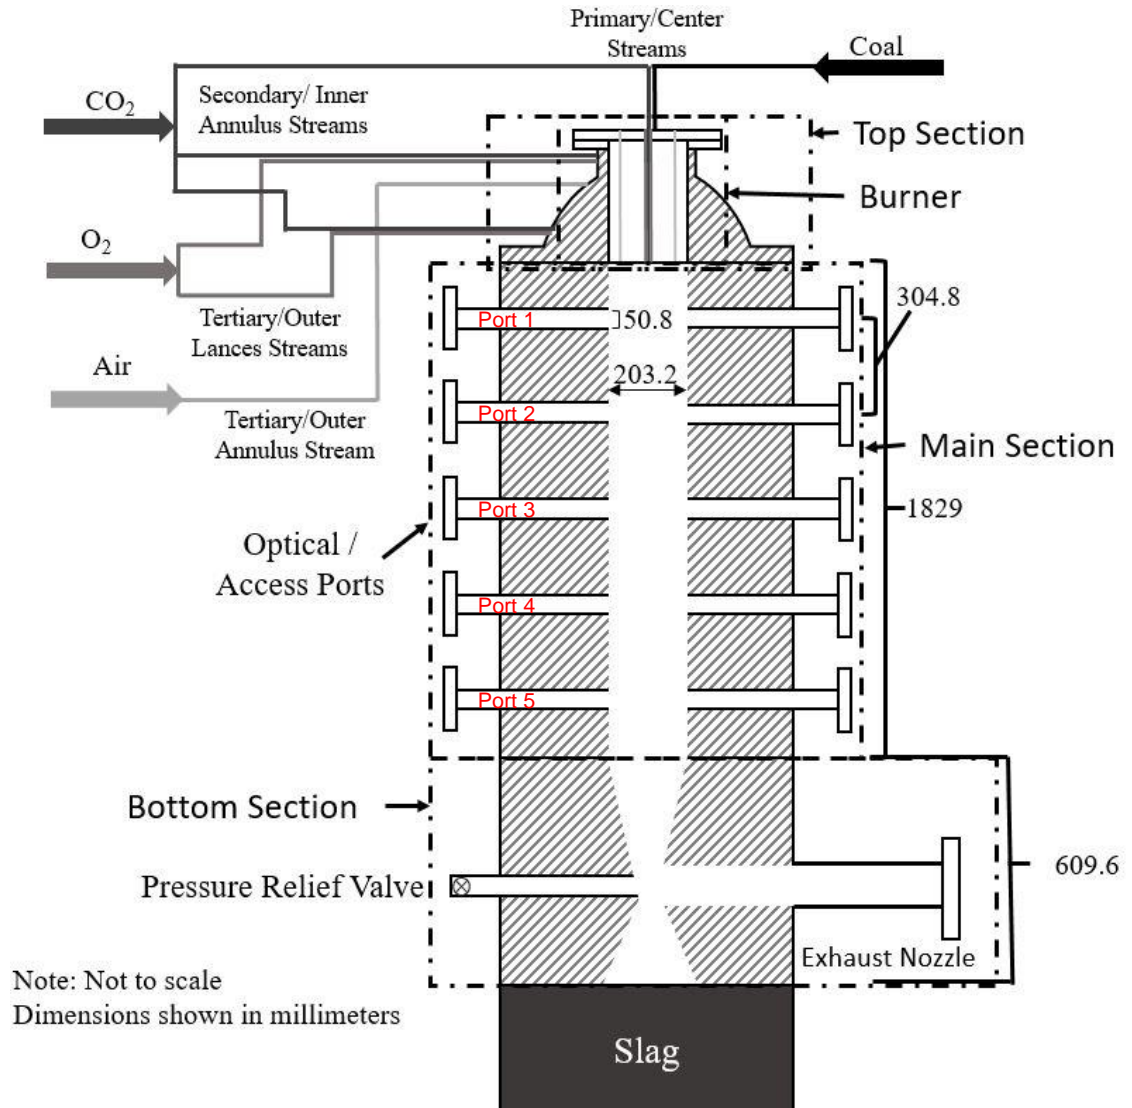 Primary/Center
Streams
Coal
CO2
Secondary/ Inner
Annulus Streams
Top Section
Burner
O2
304.8
Tertiary/Outer
Lances Streams
Port 1
50.8
Air
203.2
Port 2
Tertiary/Outer
Annulus Stream
Main Section
Port 3
1829
Optical /
Access Ports
Port 4
Port 5
Bottom Section
609.6
Pressure Relief Valve
Exhaust Nozzle
Note: Not to scale
Dimensions shown in millimeters
Slag